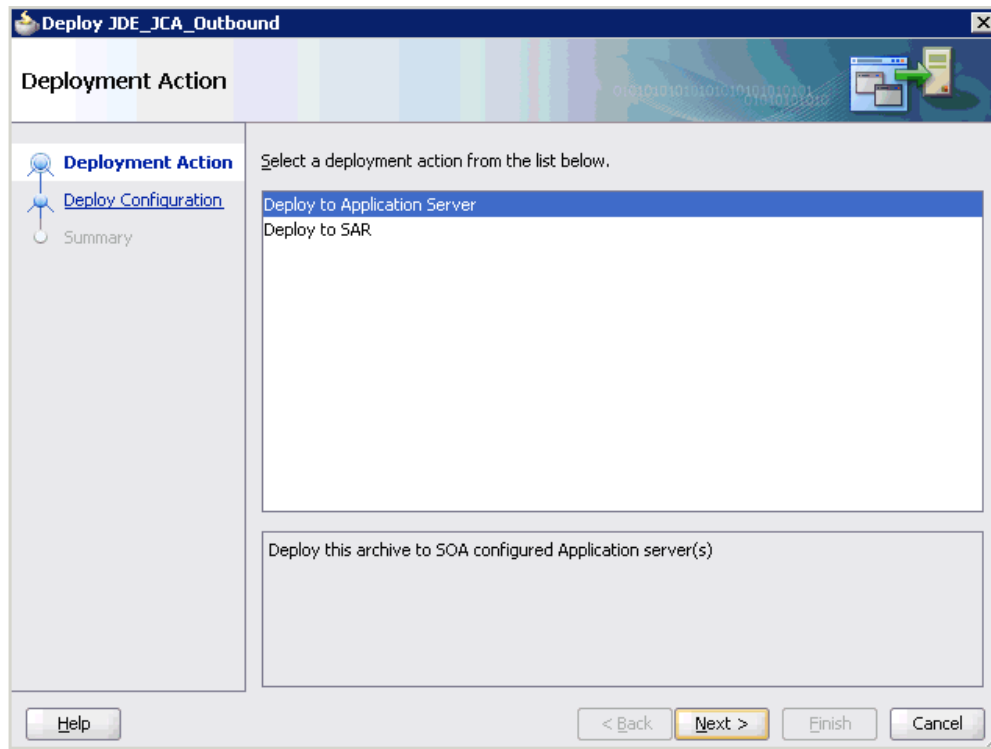 Deploy JDE_JCA_Outbound
Deployment Action
Deployment Action
Deploy Configuration
Summary
Select a deployment action from the list below.
Deploy to Application Server
Deploy to SAR
Deploy this archive to SOA configured Application server(s)
Help
< Back
Next >
Finish
Cancel